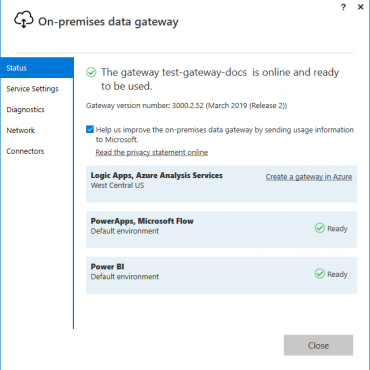 ? ×
On-premises data gateway
Status
Service Settings
Diagnostics
Network
Connectors
The gateway test-gateway-docs is online and ready
to be used.
Gateway version number: 3000.2.52 (March 2019 (Release 2))
Help us improve the on-premises data gateway by sending usage information
to Microsoft.
Read the privacy statement online
Logic Apps, Azure Analysis Services
Create a gateway in Azure
West Central US
PowerApps, Microsoft Flow
Default environment
Ready
Power BI
Default environment
Ready
Close